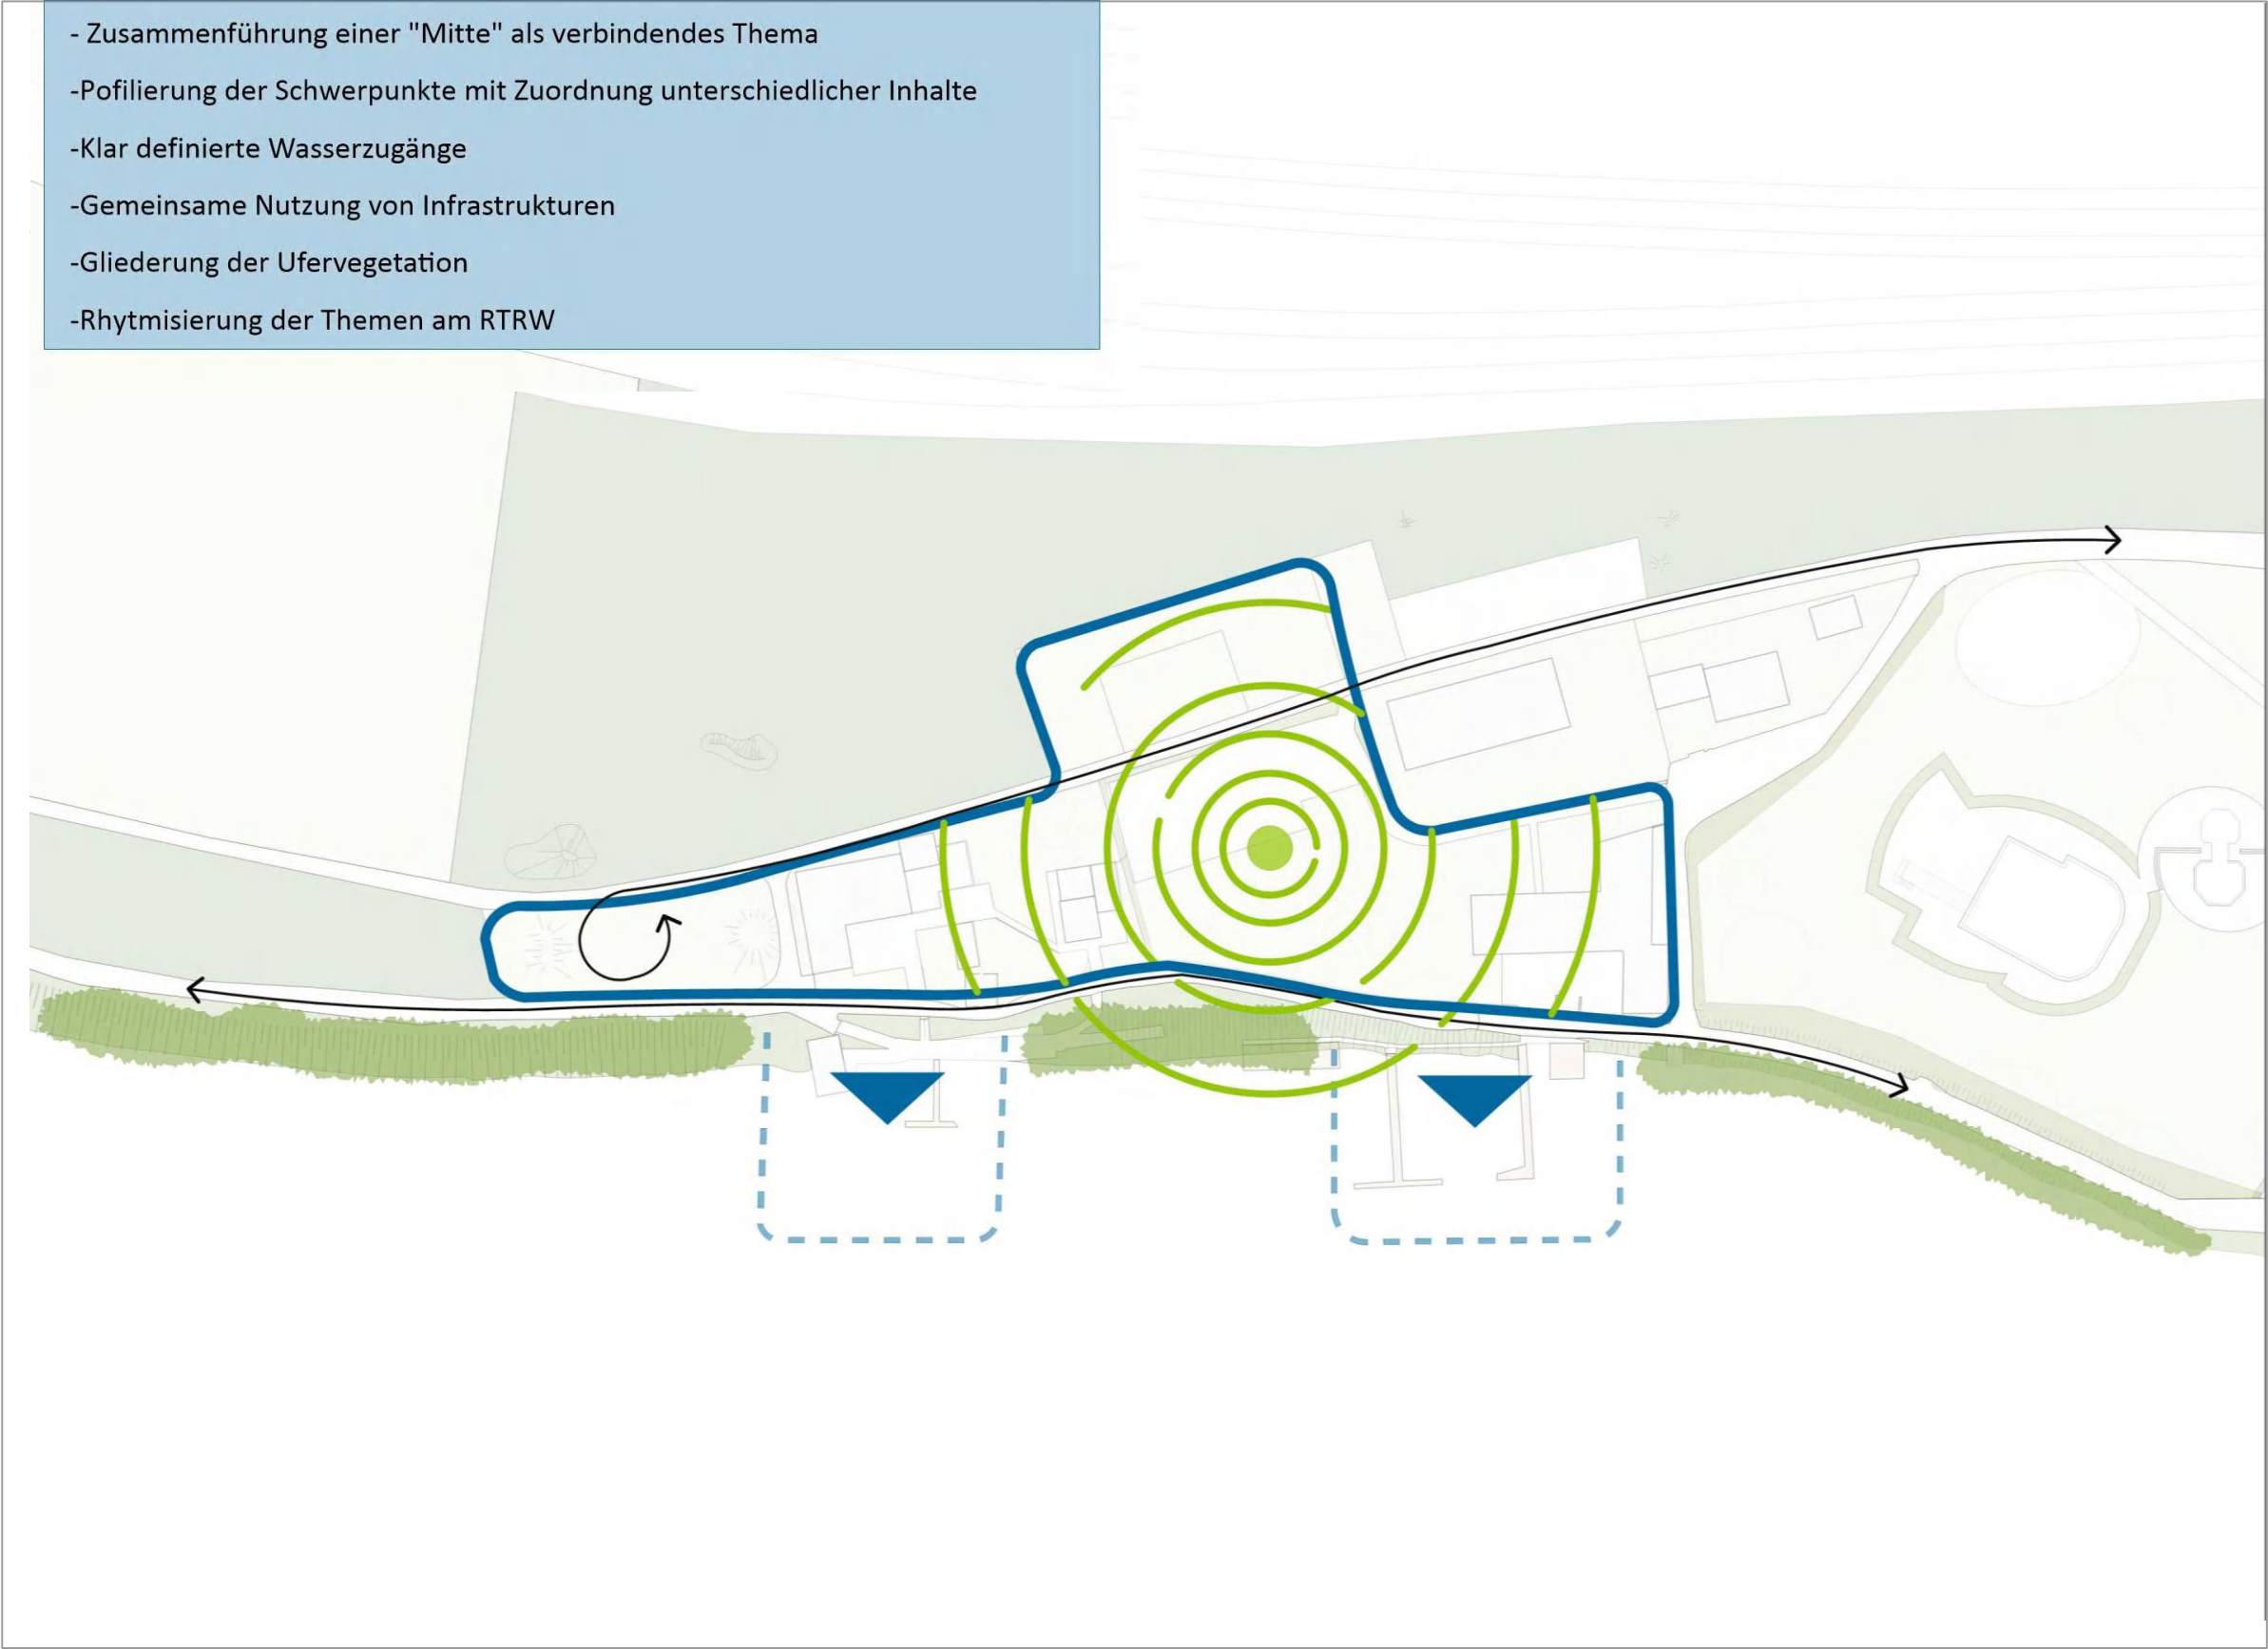 - Zusammenführung einer "Mitte" als verbindendes Thema
-Pofilierung der Schwerpunkte mit Zuordnung unterschiedlicher Inhalte
-Klar definierte Wasserzugänge
-Gemeinsame Nutzung von Infrastrukturen
-Gliederung der Ufervegetation
-Rhytmisierung der Themen am RTRW